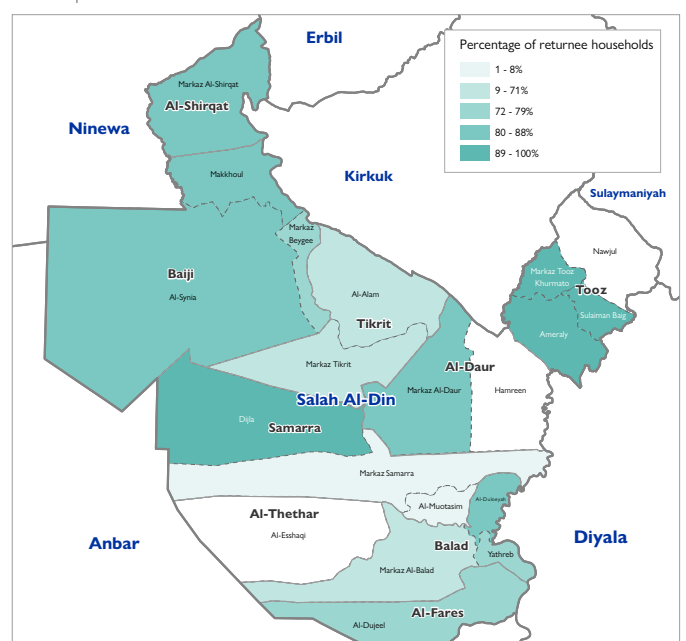 Erbil
Percentage of returnee households
1 - 8%
9 - 71%
72 - 79%
80 - 88%
89 - 100%
Markaz Al-Shirqat
Al-Shirqat
Ninewa
Makkhoul
Kirkuk
Sulaymaniyah
Markaz
Beygee
Nawjul
Baiji
Al-Synia
Markaz Tooz
Khurmato
Tooz
Al-Alam
Sulaiman Baig
Tikrit
Ameraly
Markaz Tikrit
Al-Daur
Markaz Al-Daur
Hamreen
Salah Al-Din
Dijla
Samarra
Markaz Samarra
Al-Duloeyah
Al-Muotasim
Al-Thethar
Al-Esshaqi
Anbar
Diyala
Balad
Yathreb
Markaz Al-Balad
Al-Fares
Al-Dujeel